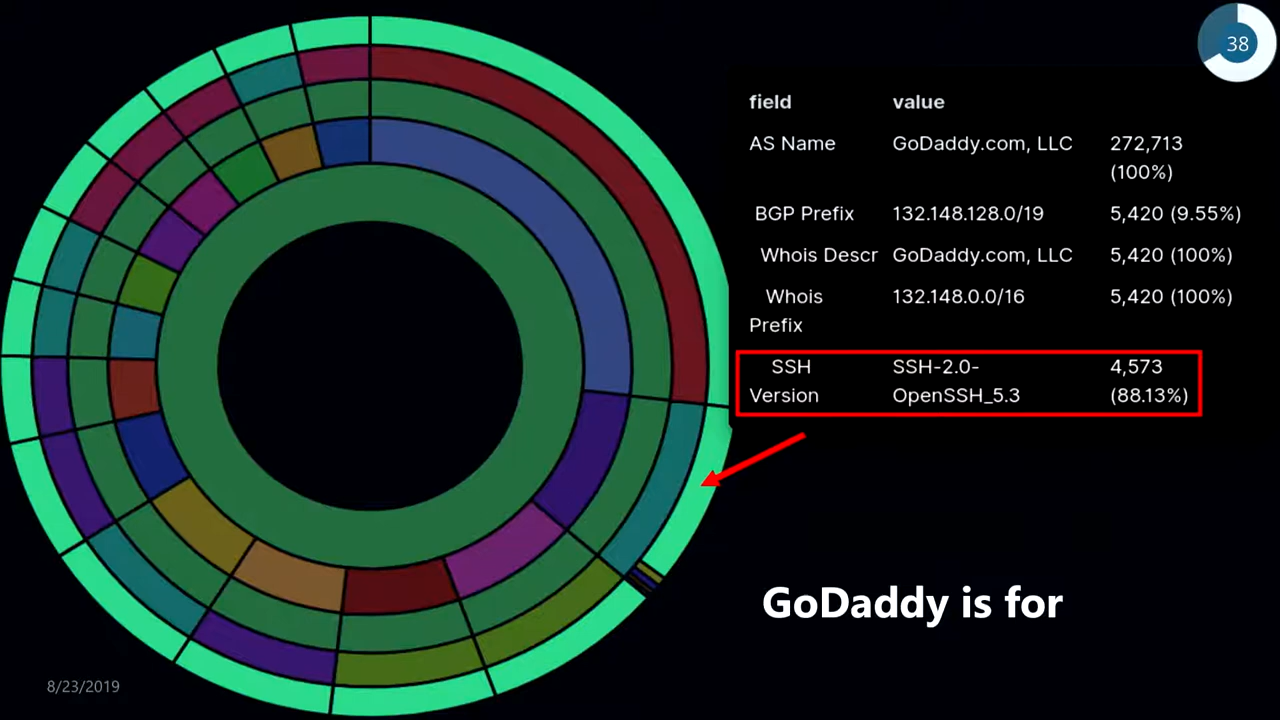 38
field value
AS Name GoDaddy.com, LLC 272,713
(100%)
BGP Prefix 132.148.128.0/19 5,420 (9.55%)
Whois Descr GoDaddy.com, LLC 5,420 (100%)
Whois 132.148.0.0/16 5,420 (100%)
Prefix
SSH SSH-2.0- 4,573
Version OpenSSH_5.3 (88.13%)
GoDaddy is for
8/23/2019